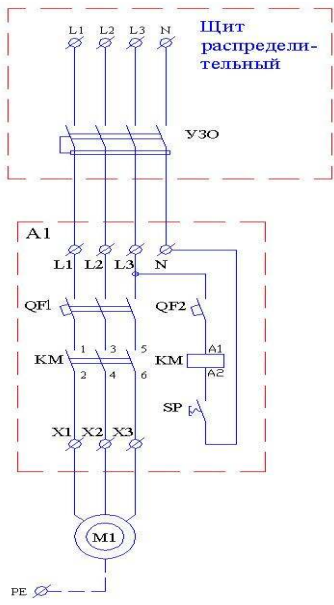 L1 L2 L3 N
Щит
распредели-
тельный
УЗО
A1
L1 L2 L3 N
QF1
QF2
KM
1 3 5
2 4 6
KM
A1
A2
SP
X1 X2 X3
M1
PE